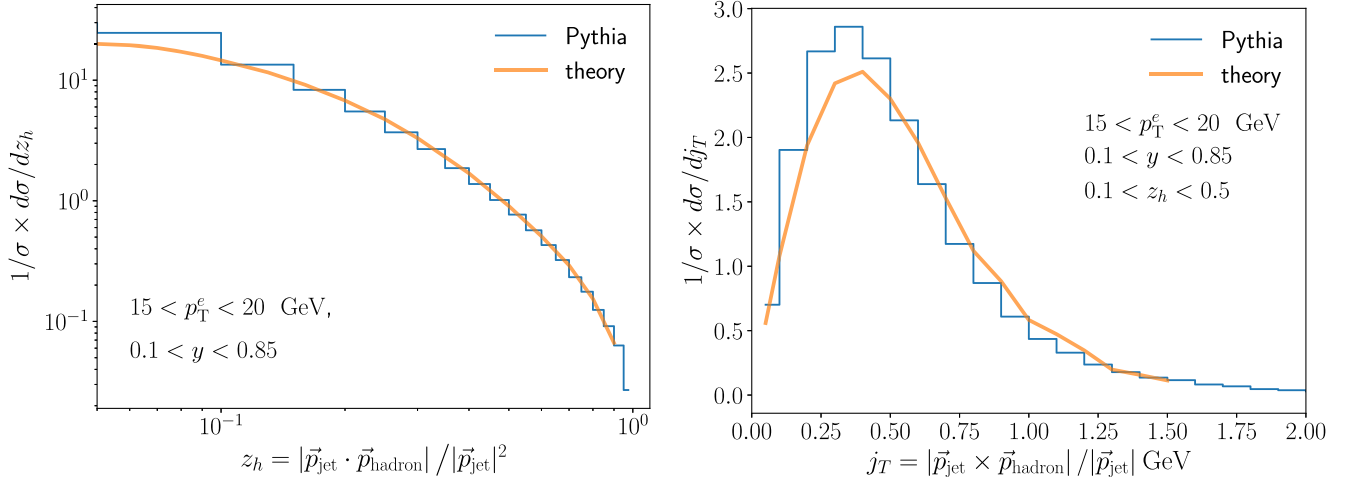 1/σ × dσ/dz_h
10^1
10^0
10^{-1}
Pythia
theory
15 < p_T^e < 20 GeV,
0.1 < y < 0.85
10^{-1}
10^0
z_h = |p⃗_jet · p⃗_hadron| / |p⃗_jet|^2
1/σ × dσ/dj_T
3.0
2.5
2.0
1.5
1.0
0.5
0.0
Pythia
theory
15 < p_T^e < 20 GeV
0.1 < y < 0.85
0.1 < z_h < 0.5
0.00 0.25 0.50 0.75 1.00 1.25 1.50 1.75 2.00
j_T = |p⃗_jet × p⃗_hadron| / |p⃗_jet| GeV